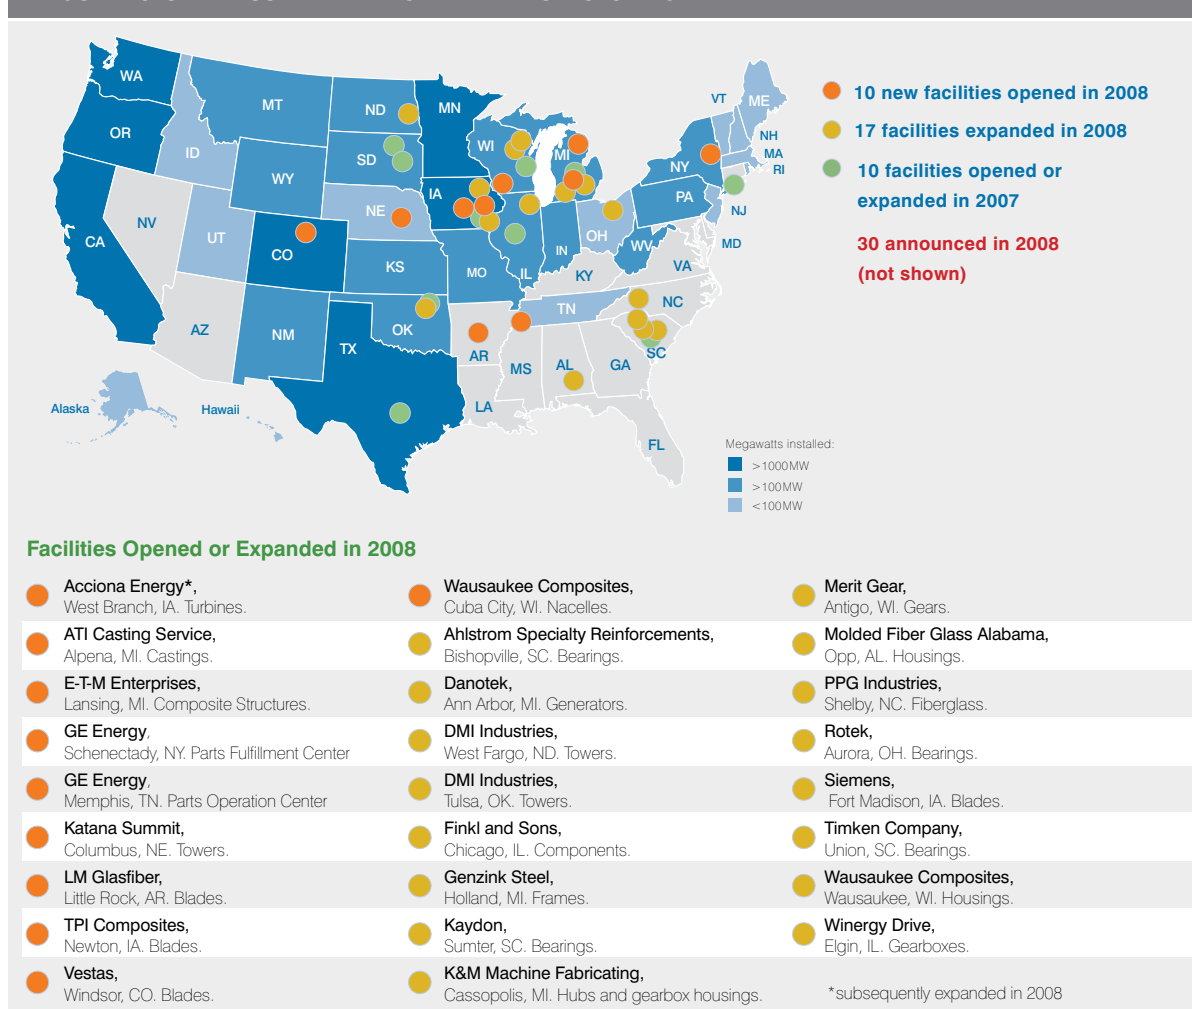 WA
OR
CA
ID
NV
MT
WY
UT
AZ
CO
NM
ND
SD
NE
KS
OK
TX
MN
IA
MO
AR
LA
WI
IL
MI
IN
OH
KY
TN
MS
AL
GA
FL
SC
NC
VA
WV
PA
NY
VT
ME
NH
MA
RI
NJ
MD
Alaska
Hawaii
10 new facilities opened in 2008
17 facilities expanded in 2008
10 facilities opened or
expanded in 2007
30 announced in 2008
(not shown)
Megawatts installed:
>1000MW
>100MW
<100MW
Facilities Opened or Expanded in 2008
Acciona Energy*,
West Branch, IA. Turbines.
ATI Casting Service,
Alpena, MI. Castings.
E-T-M Enterprises,
Lansing, MI. Composite Structures.
GE Energy,
Schenectady, NY. Parts Fulfillment Center
GE Energy,
Memphis, TN. Parts Operation Center
Katana Summit,
Columbus, NE. Towers.
LM Glasfiber,
Little Rock, AR. Blades.
TPI Composites,
Newton, IA. Blades.
Vestas,
Windsor, CO. Blades.
Wausaukee Composites,
Cuba City, WI. Nacelles.
Ahlstrom Specialty Reinforcements,
Bishopville, SC. Bearings.
Danotek,
Ann Arbor, MI. Generators.
DMI Industries,
West Fargo, ND. Towers.
DMI Industries,
Tulsa, OK. Towers.
Finkl and Sons,
Chicago, IL. Components.
Genzink Steel,
Holland, MI. Frames.
Kaydon,
Sumter, SC. Bearings.
K&M Machine Fabricating,
Cassopolis, MI. Hubs and gearbox housings.
Merit Gear,
Antigo, WI. Gears.
Molded Fiber Glass Alabama,
Opp, AL. Housings.
PPG Industries,
Shelby, NC. Fiberglass.
Rotek,
Aurora, OH. Bearings.
Siemens,
Fort Madison, IA. Blades.
Timken Company,
Union, SC. Bearings.
Wausaukee Composites,
Wausaukee, WI. Housings.
Winergy Drive,
Elgin, IL. Gearboxes.
*subsequently expanded in 2008